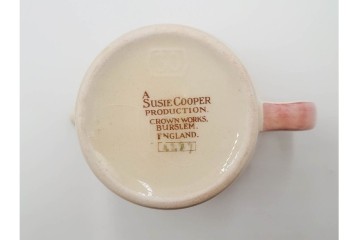 A
SUSIE COOPER
PRODUCTION.
CROWN WORKS,
BURSLEM,
ENGLAND.